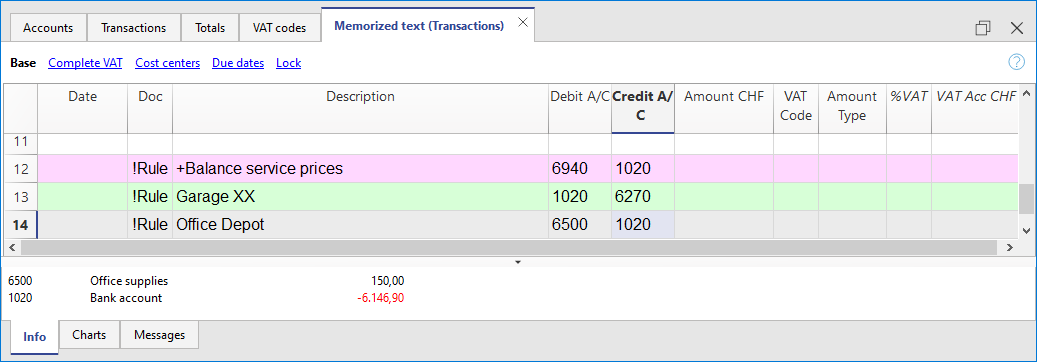 Accounts Transactions Totals VAT codes Memorized text (Transactions)
Base Complete VAT Cost centers Due dates Lock
Date Doc Description Debit A/C Credit A/C Amount CHF VAT Code Amount Type %VAT VAT Acc CHF
11
12 !Rule +Balance service prices 6940 1020
13 !Rule Garage XX 1020 6270
14 !Rule Office Depot 6500 1020
6500 Office supplies 150,00
1020 Bank account -6.146,90
Info Charts Messages